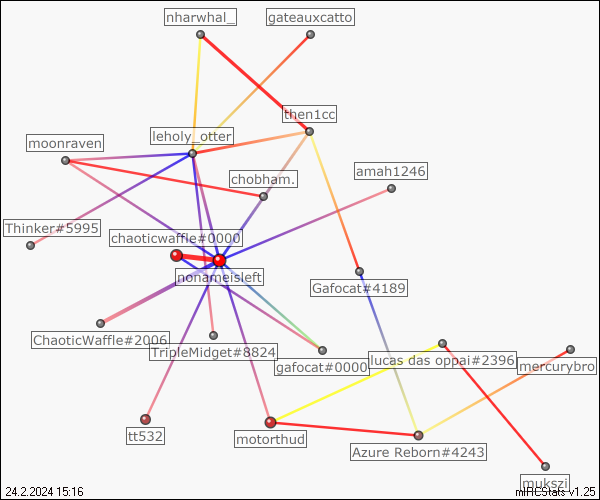 nharwhal_
gateauxcatto
then1cc
leholy_otter
moonraven
chobham.
amah1246
Thinker#5995
chaoticwaffle#0000
nonameisleft
Gafocat#4189
ChaoticWaffle#2006
TripleMidget#8824
gafocat#0000
lucas das oppai#2396
mercurybro
tt532
motorthud
Azure Reborn#4243
mukszi
24.2.2024 15:16
mIRCStats v1.25